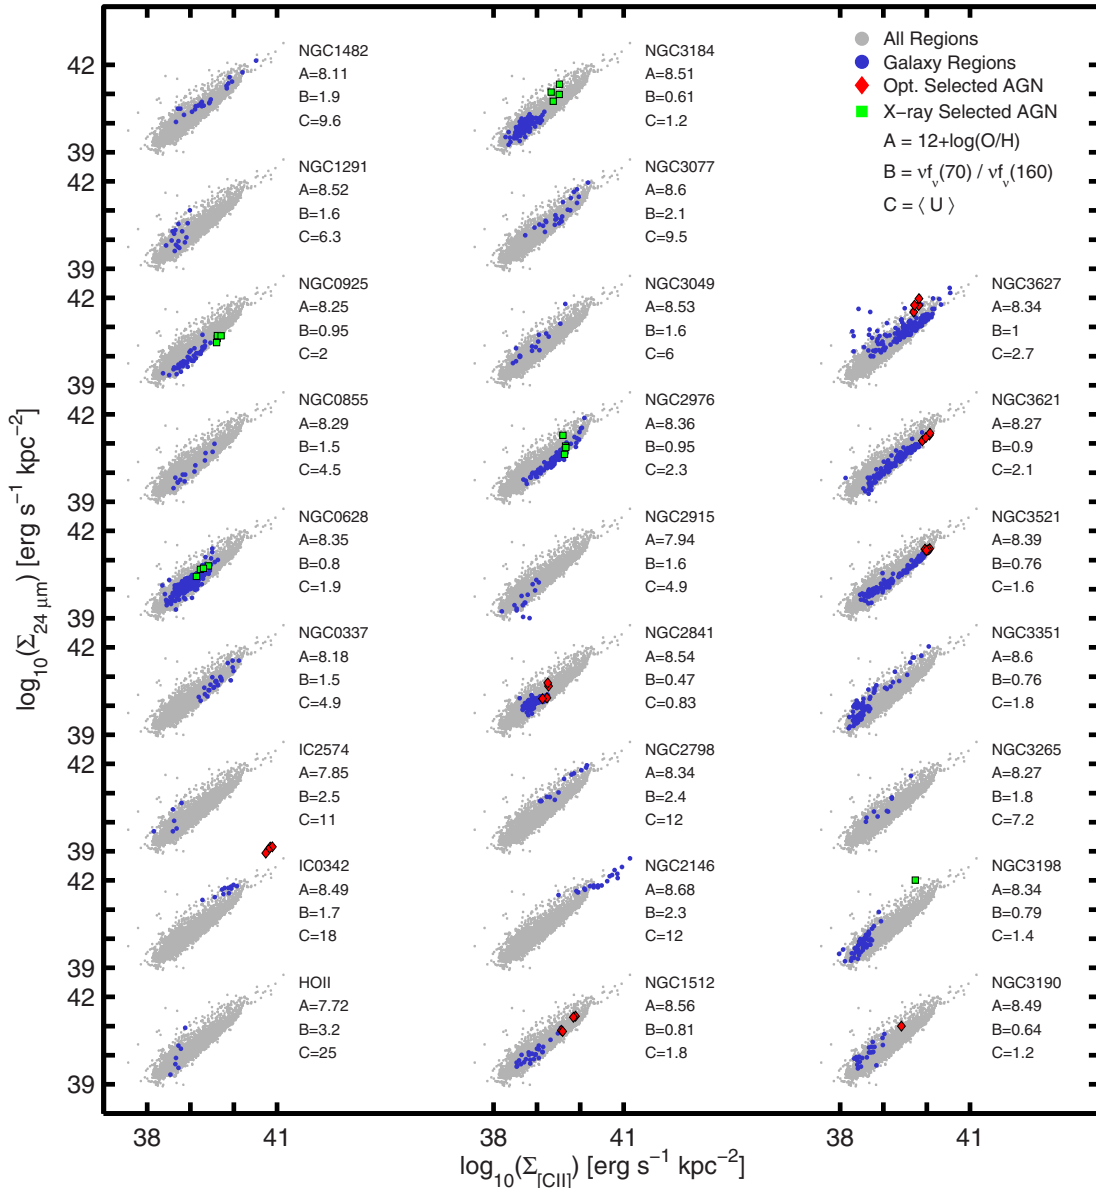 NGC1482
A=8.11
B=1.9
C=9.6
NGC3184
A=8.51
B=0.61
C=1.2
All Regions
Galaxy Regions
Opt. Selected AGN
X−ray Selected AGN
A = 12+log(O/H)
B = νfν(70) / νfν(160)
C = ⟨ U ⟩
42
39
NGC1291
A=8.52
B=1.6
C=6.3
NGC3077
A=8.6
B=2.1
C=9.5
42
39
NGC0925
A=8.25
B=0.95
C=2
NGC3049
A=8.53
B=1.6
C=6
NGC3627
A=8.34
B=1
C=2.7
42
39
NGC0855
A=8.29
B=1.5
C=4.5
NGC2976
A=8.36
B=0.95
C=2.3
NGC3621
A=8.27
B=0.9
C=2.1
42
39
NGC0628
A=8.35
B=0.8
C=1.9
NGC2915
A=7.94
B=1.6
C=4.9
NGC3521
A=8.39
B=0.76
C=1.6
42
39
NGC0337
A=8.18
B=1.5
C=4.9
NGC2841
A=8.54
B=0.47
C=0.83
NGC3351
A=8.6
B=0.76
C=1.8
42
39
IC2574
A=7.85
B=2.5
C=11
NGC2798
A=8.34
B=2.4
C=12
NGC3265
A=8.27
B=1.8
C=7.2
42
39
IC0342
A=8.49
B=1.7
C=18
NGC2146
A=8.68
B=2.3
C=12
NGC3198
A=8.34
B=0.79
C=1.4
42
39
HOII
A=7.72
B=3.2
C=25
NGC1512
A=8.56
B=0.81
C=1.8
NGC3190
A=8.49
B=0.64
C=1.2
42
39
38 41 38 41 38 41
log10(Σ[CII]) [erg s−1 kpc−2]
log10(Σ24 μm) [erg s−1 kpc−2]